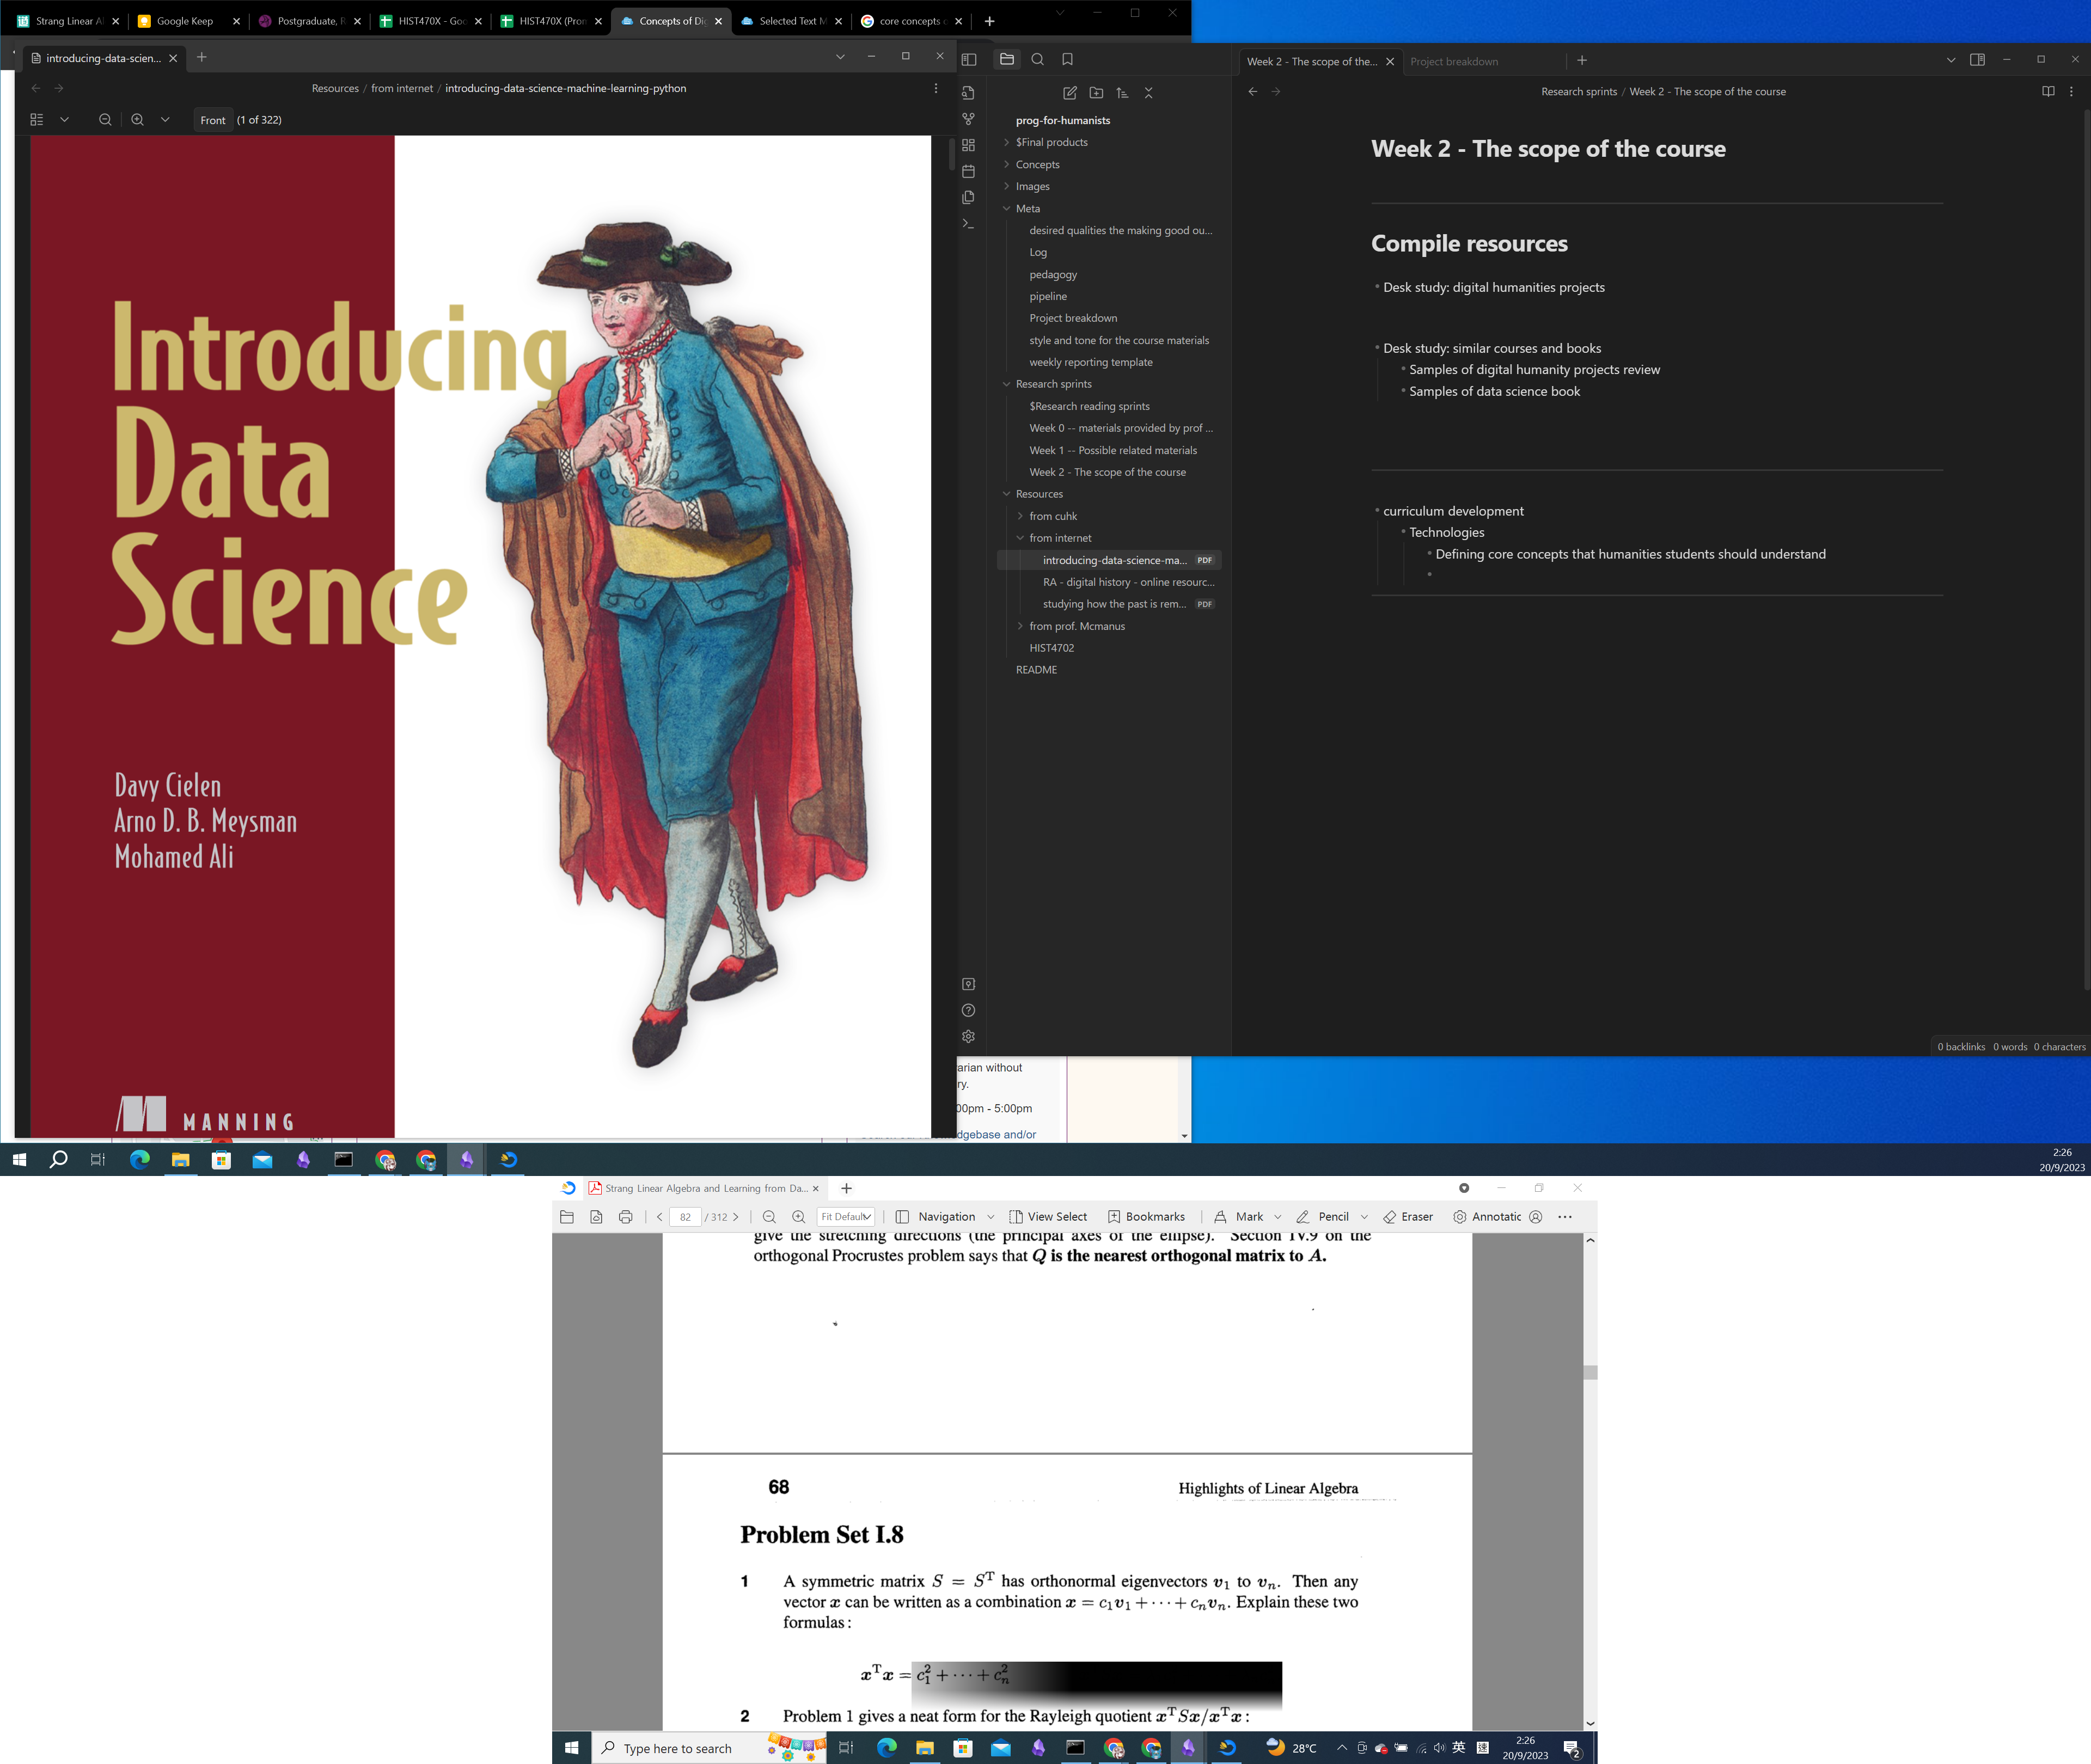 Strang Linear Al
Google Keep
Postgraduate, R
HIST470X - Goo
HIST470X (Pron
Concepts of Dig
Selected Text M
core concepts o
introducing-data-scien...
Resources / from internet / introducing-data-science-machine-learning-python
Front (1 of 322)
Introducing
Data
Science
Davy Cielen
Arno D. B. Meysman
Mohamed Ali
MANNING
prog-for-humanists
$Final products
Concepts
Images
Meta
desired qualities the making good ou...
Log
pedagogy
pipeline
Project breakdown
style and tone for the course materials
weekly reporting template
Research sprints
$Research reading sprints
Week 0 -- materials provided by prof ...
Week 1 -- Possible related materials
Week 2 - The scope of the course
Resources
from cuhk
from internet
introducing-data-science-ma... PDF
RA - digital history - online resourc...
studying how the past is rem... PDF
from prof. Mcmanus
HIST4702
README
Week 2 - The scope of the...
Project breakdown
Research sprints / Week 2 - The scope of the course
Week 2 - The scope of the course
Compile resources
• Desk study: digital humanities projects
• Desk study: similar courses and books
• Samples of digital humanity projects review
• Samples of data science book
• curriculum development
• Technologies
• Defining core concepts that humanities students should understand
0 backlinks 0 words 0 characters
arian without
ry.
00pm - 5:00pm
dgebase and/or
2:26
20/9/2023
Strang Linear Algebra and Learning from Da...
82 / 312
Fit Default
Navigation
View Select
Bookmarks
Mark
Pencil
Eraser
Annotatic
give the stretching directions (the principal axes of the ellipse). Section IV.9 on the
orthogonal Procrustes problem says that Q is the nearest orthogonal matrix to A.
68 Highlights of Linear Algebra
Problem Set I.8
1 A symmetric matrix S = Sᵀ has orthonormal eigenvectors v₁ to vₙ. Then any
vector x can be written as a combination x = c₁v₁ + ··· + cₙvₙ. Explain these two
formulas:
xᵀx = c₁² + ··· + cₙ²
2 Problem 1 gives a neat form for the Rayleigh quotient xᵀSx/xᵀx:
Type here to search
28°C
英
速
2:26
20/9/2023
2